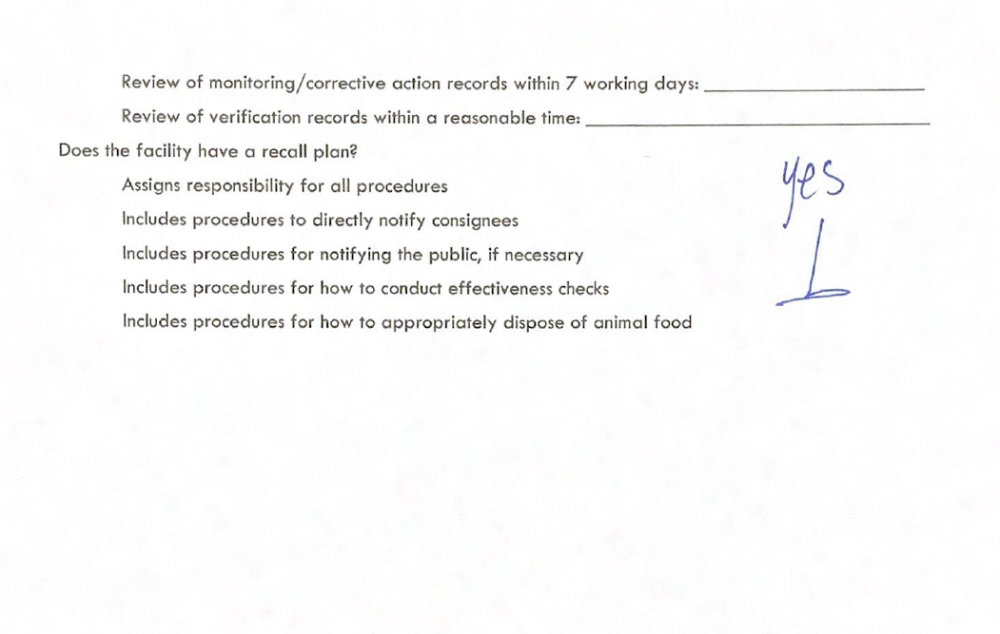 Review of monitoring/corrective action records within 7 working days:
Review of verification records within a reasonable time:
Does the facility have a recall plan?
Assigns responsibility for all procedures yes
Includes procedures to directly notify consignees
Includes procedures for notifying the public, if necessary
Includes procedures for how to conduct effectiveness checks
Includes procedures for how to appropriately dispose of animal food